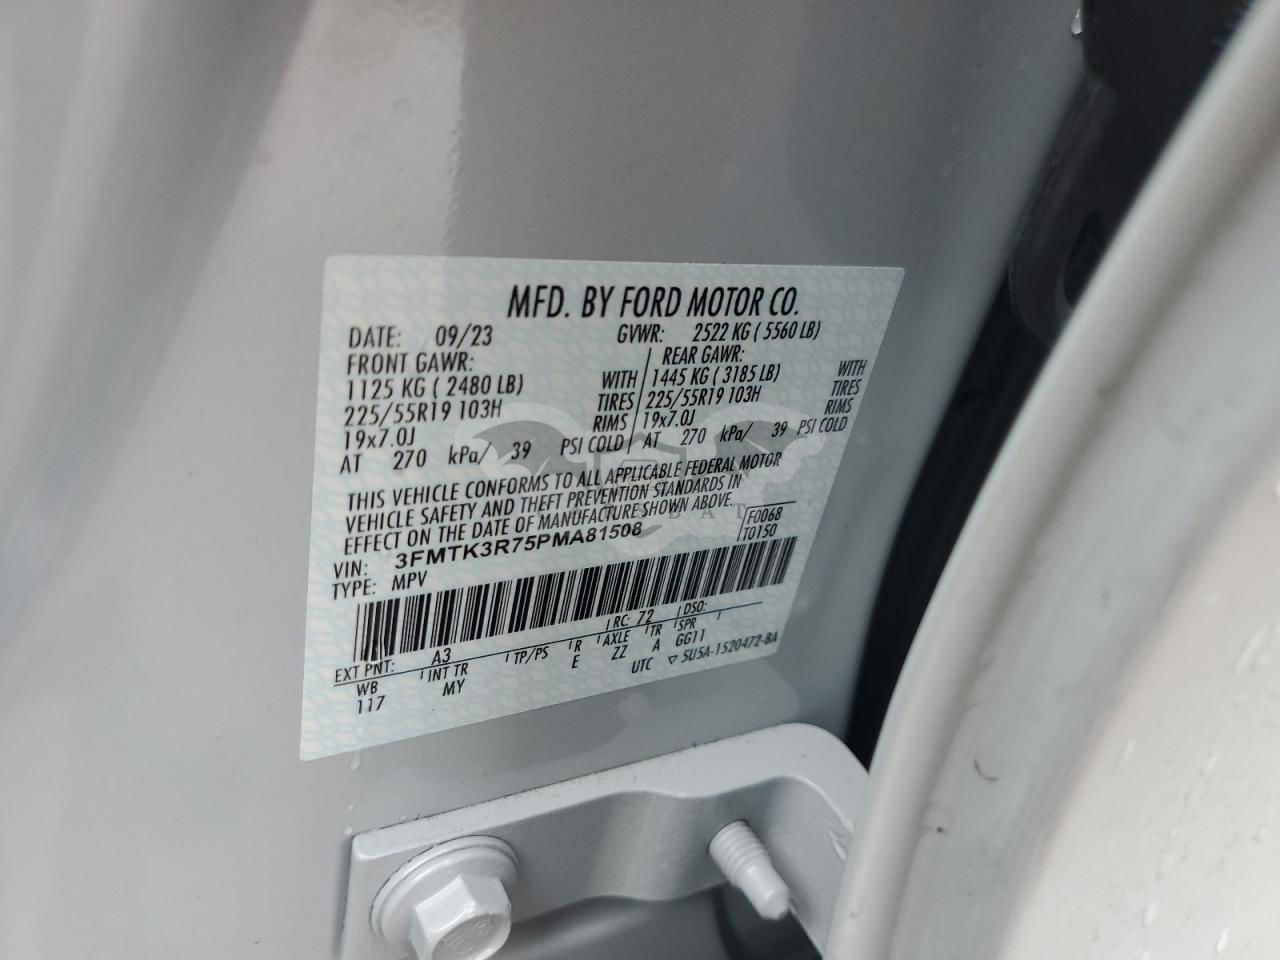 MFD. BY FORD MOTOR CO.
DATE: 09/23 GVWR: 2522 KG ( 5560 LB)
FRONT GAWR: REAR GAWR:
1125 KG ( 2480 LB) WITH 1445 KG ( 3185 LB) WITH
225/55R19 103H TIRES 225/55R19 103H TIRES
19x7.0J RIMS 19x7.0J RIMS
AT 270 kPa/ 39 PSI COLD AT 270 kPa/ 39 PSI COLD
THIS VEHICLE CONFORMS TO ALL APPLICABLE FEDERAL MOTOR
VEHICLE SAFETY AND THEFT PREVENTION STANDARDS IN
EFFECT ON THE DATE OF MANUFACTURE SHOWN ABOVE.
F0068
VIN: 3FMTK3R75PMA81508 T0150
TYPE: MPV
EXT PNT: A3 RC: 72 DSO:
WB INT TR TP/PS R AXLE TR SPR
117 MY E ZZ A GG11
UTC ▽ 5U5A-1520472-BA